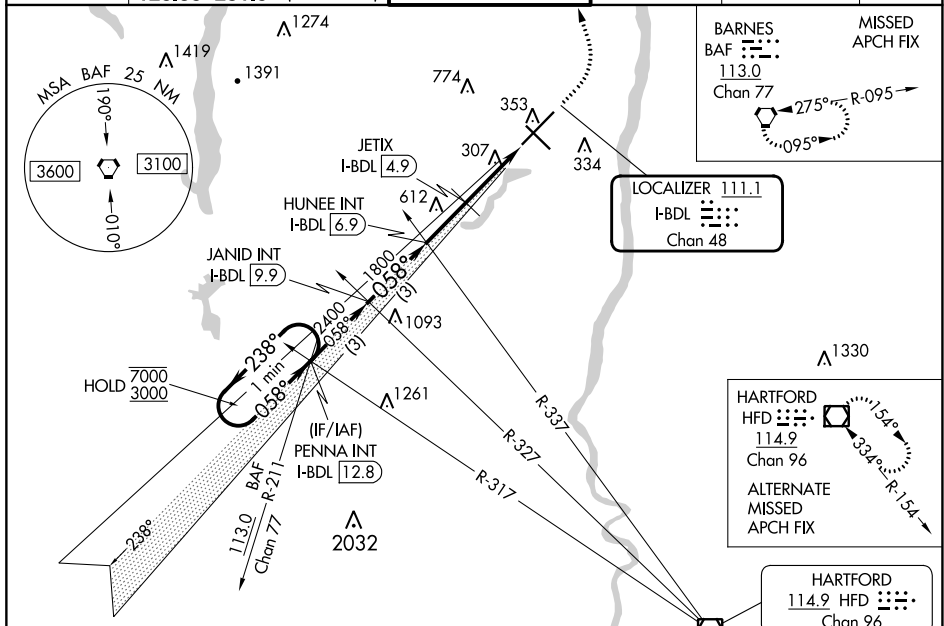 1274
1419
1391
774
353
334
307
612
MSA BAF 25 NM
190°
010°
3600
3100
BARNES
BAF
113.0
Chan 77
MISSED
APCH FIX
275°
R-095
095°
LOCALIZER 111.1
I-BDL
Chan 48
JETIX
I-BDL 4.9
HUNEE INT
I-BDL 6.9
JANID INT
I-BDL 9.9
1800
058°
(3)
2400
058°
(3)
1093
238°
1 min
058°
HOLD 7000
3000
1261
(IF/IAF)
PENNA INT
I-BDL 12.8
R-337
R-327
R-317
BAF
R-211
113.0
Chan 77
238°
2032
1330
HARTFORD
HFD
114.9
Chan 96
154°
334°
R-154
ALTERNATE
MISSED
APCH FIX
HARTFORD
114.9 HFD
Chan 96